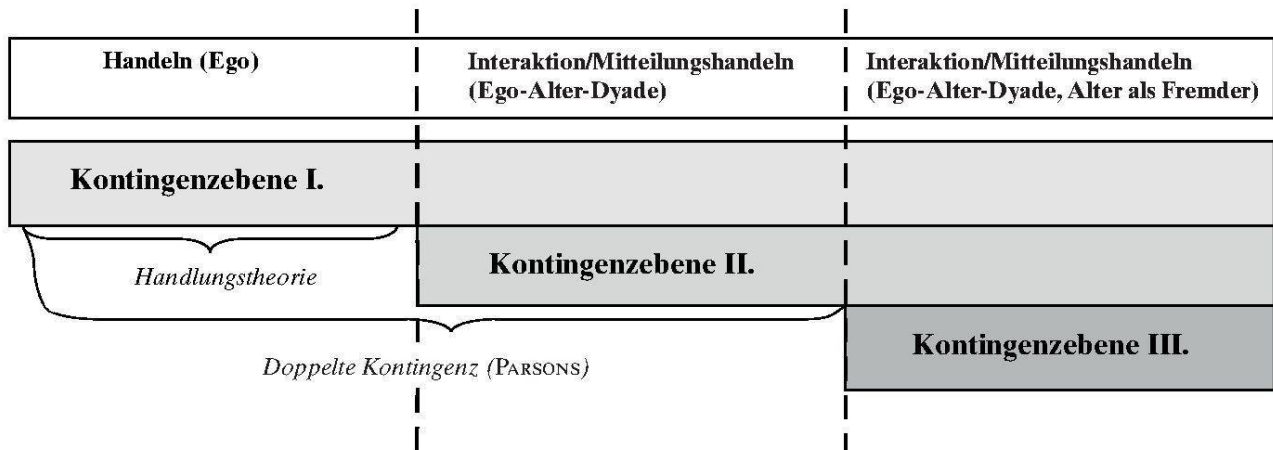 Handeln (Ego)
Interaktion/Mitteilungshandeln
(Ego-Alter-Dyade)
Interaktion/Mitteilungshandeln
(Ego-Alter-Dyade, Alter als Fremder)
Kontingenzebene I.
Handlungstheorie
Kontingenzebene II.
Doppelte Kontingenz (PARSONS)
Kontingenzebene III.